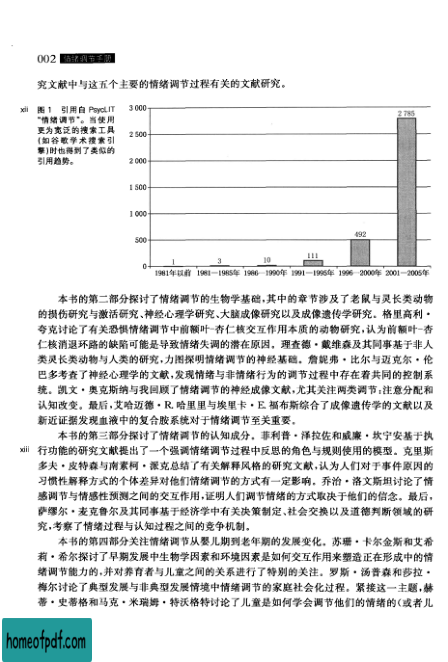 002 情绪调节手册
究文献中与这五个主要的情绪调节过程有关的文献研究。
xii 图 1 引用自 PsycLIT
“情绪调节”。当使用
更为宽泛的搜索工具
(如谷歌学术搜索引
擎)时也得到了类似的
引用趋势。
3 000
2 500
2 000
1 500
1 000
500
0
1
3
10
111
492
2 785
1981年以前 1981—1985年 1986—1990年 1991—1995年 1996—2000年 2001—2005年
本书的第二部分探讨了情绪调节的生物学基础,其中的章节涉及了老鼠与灵长类动物
的损伤研究与激活研究、神经心理学研究、大脑成像研究以及成像遗传学研究。格里高利·
夸克讨论了有关恐惧情绪调节中前额叶-杏仁核交互作用本质的动物研究,认为前额叶-杏
仁核消退环路的缺陷可能是导致情绪失调的潜在原因。理查德·戴维森及其同事基于非人
类灵长类动物与人类的研究,力图探明情绪调节的神经基础。詹妮弗·比尔与迈克尔·伦
巴多考查了神经心理学的文献,发现情绪与非情绪行为的调节过程中存在着共同的控制系
统。凯文·奥克斯纳与我回顾了情绪调节的神经成像文献,尤其关注两类调节:注意分配和
认知改变。最后,艾哈迈德·R.哈里里与埃里卡·E.福布斯综合了成像遗传学的文献以及
新近证据发现血液中的复合胺系统对于情绪调节至关重要。
本书的第三部分探讨了情绪调节的认知成分。菲利普·泽拉佐和威廉·坎宁安基于执
xiii 行功能的研究文献提出了一个强调情绪调节过程中反思的角色与规则使用的模型。克里斯
多夫·皮特森与南素柯·派克总结了有关解释风格的研究文献,认为人们对于事件原因的
习惯性解释方式的个体差异对他们情绪调节的方式有一定影响。乔治·洛文斯坦讨论了情
感调节与情感性预测之间的交互作用,证明人们调节情绪的方式取决于他们的信念。最后,
萨缪尔·麦克鲁尔及其同事基于经济学中有关决策制定、社会交换以及道德判断领域的研
究,考察了情绪过程与认知过程之间的竞争机制。
本书的第四部分关注情绪调节从婴儿期到老年期的发展变化。苏珊·卡尔金斯和艾希
莉·希尔探讨了早期发展中生物学因素和环境因素是如何交互作用来塑造正在形成中的情
绪调节能力的,并对养育者与儿童之间的关系进行了特别的关注。罗斯·汤普森和莎拉·
梅尔讨论了典型发展与非典型发展情境中情绪调节的家庭社会化过程。紧接这一主题,赫
蒂·史蒂格和马克·米瑞姆·特沃格特讨论了儿童是如何学会调节他们的情绪的(或者儿
homeofpdf.com